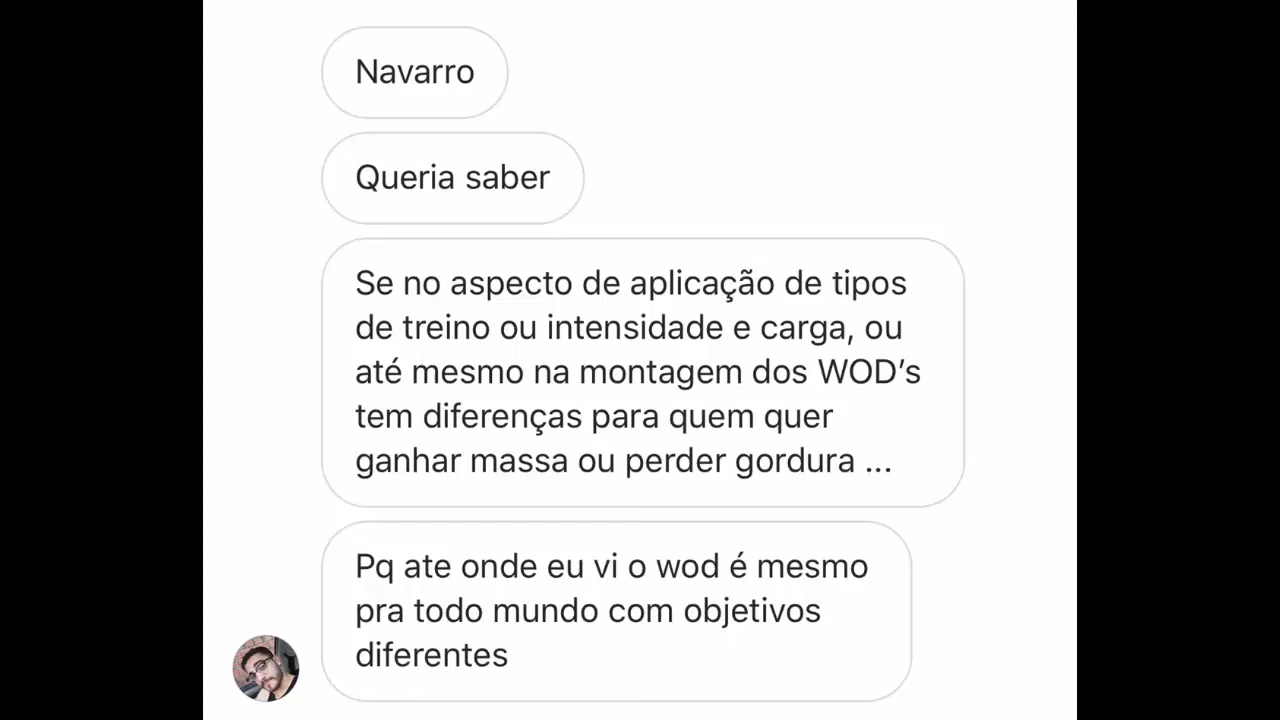 Navarro
Queria saber
Se no aspecto de aplicação de tipos
de treino ou intensidade e carga, ou
até mesmo na montagem dos WOD’s
tem diferenças para quem quer
ganhar massa ou perder gordura ...
Pq ate onde eu vi o wod é mesmo
pra todo mundo com objetivos
diferentes